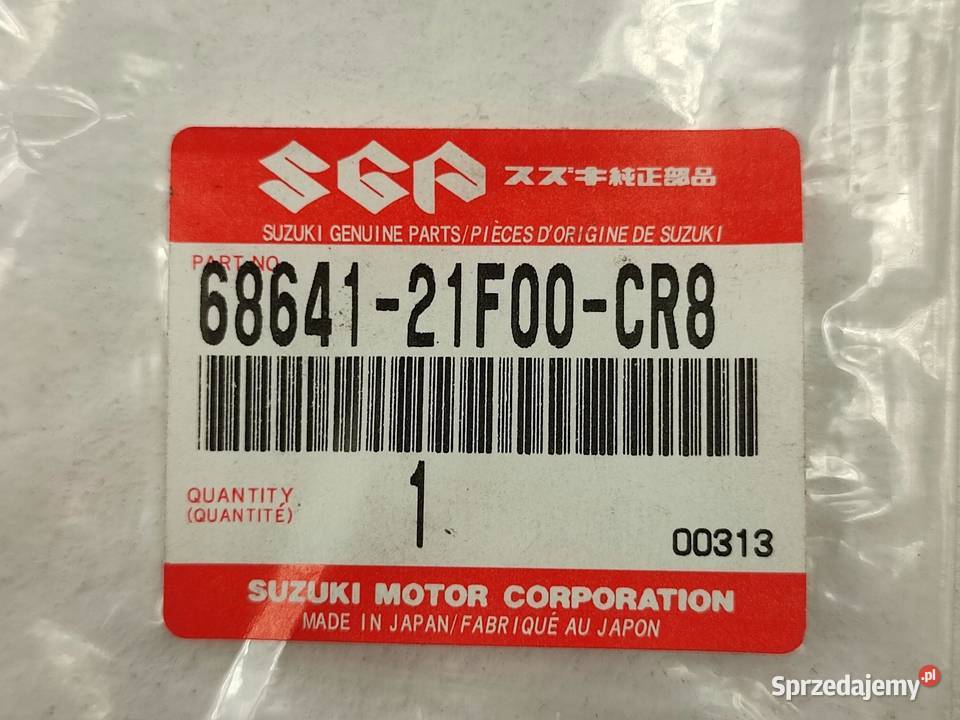 SGP スズキ純正部品
SUZUKI GENUINE PARTS/PIÈCES D'ORIGINE DE SUZUKI
PART NO.
68641-21F00-CR8
QUANTITY
(QUANTITÉ)
1
00313
SUZUKI MOTOR CORPORATION
MADE IN JAPAN/FABRIQUÉ AU JAPON
Sprzedajemy.pl